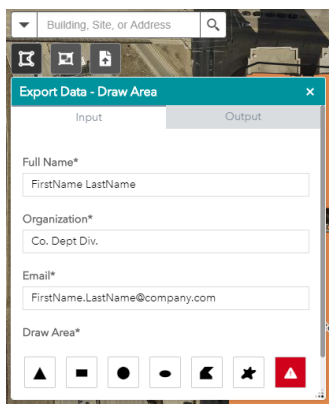 Building, Site, or Address
Export Data - Draw Area
Input
Output
Full Name*
FirstName LastName
Organization*
Co. Dept Div.
Email*
FirstName.LastName@company.com
Draw Area*